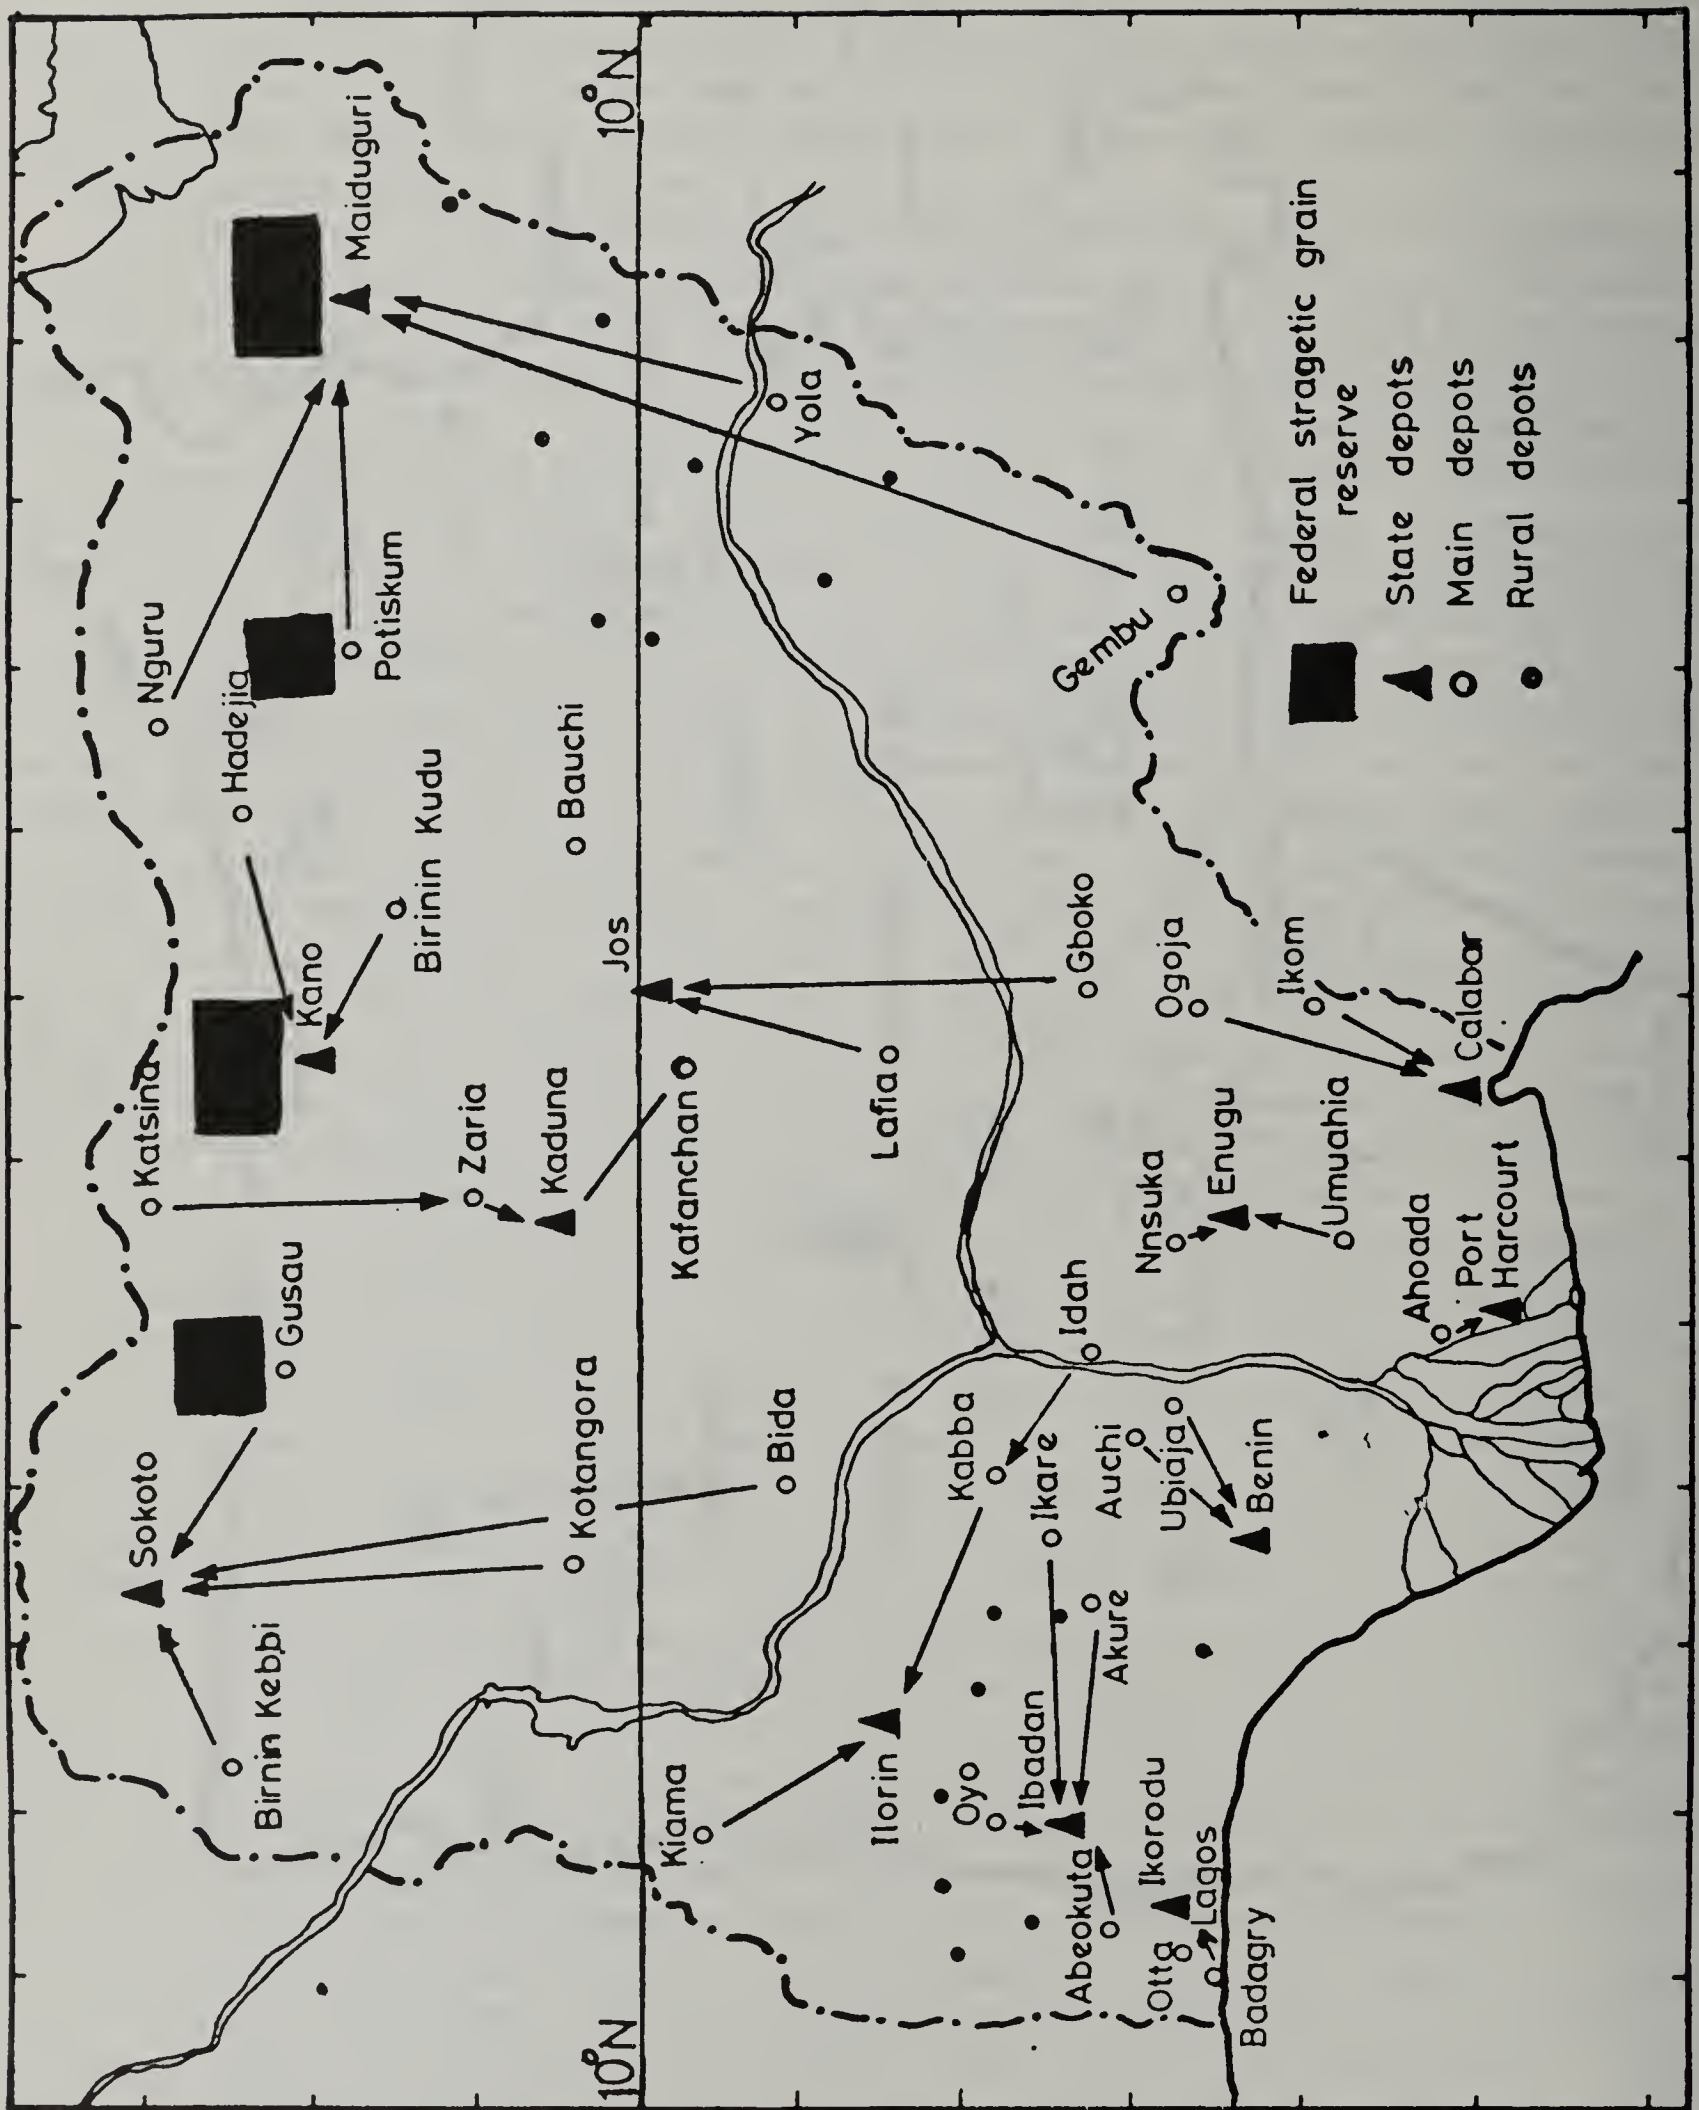 Katsina
Nguru
Hadejia
Sokoto
Gusau
Kano
Maiduguri
Birnin Kebbi
Potiskum
Birinin Kudu
Zaria
Kaduna
Kotangora
Bauchi
Jos
10°N
10°N
Kiama
Kafanchan
Bida
Yola
Ilorin
Lafia
Kabba
Oyo
Ibadan
Ikare
Idah
Gboko
Gembu
Abeokuta
Akure
Auchi
Nnsuka
Ogoja
Ikorodu
Otta
Ubiaja
Enugu
Lagos
Badagry
Benin
Umuahia
Ikom
Ahoada
Port
Harcourt
Calabar
Federal stragetic grain
reserve
State depots
Main depots
Rural depots